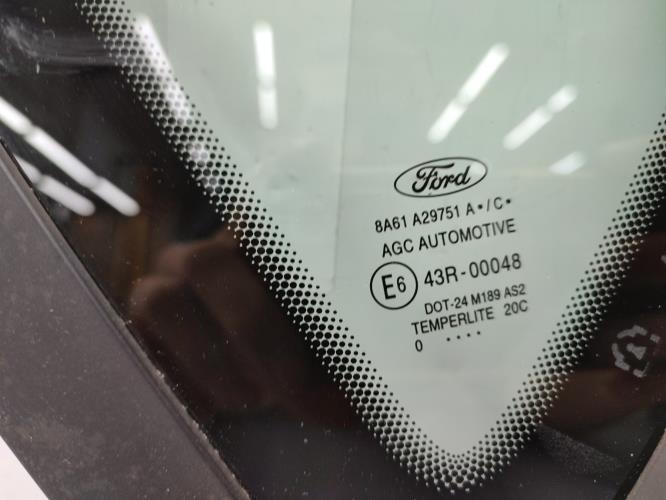 Ford
8A61 A29751 A•/C•
AGC AUTOMOTIVE
E6 43R-00048
DOT-24 M189 AS2
TEMPERLITE 20C
0 ••••